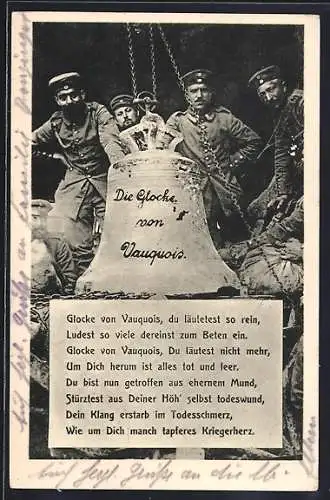 Die Glocke
von
Vauquois.
Glocke von Vauquois, du läutetest so rein,
Ludest so viele dereinst zum Beten ein.
Glocke von Vauquois, Du läutest nicht mehr,
Um Dich herum ist alles tot und leer.
Du bist nun getroffen aus ehernem Mund,
Stürztest aus Deiner Höh' selbst todeswund,
Dein Klang erstarb im Todesschmerz,
Wie um Dich manch tapferes Kriegerherz.